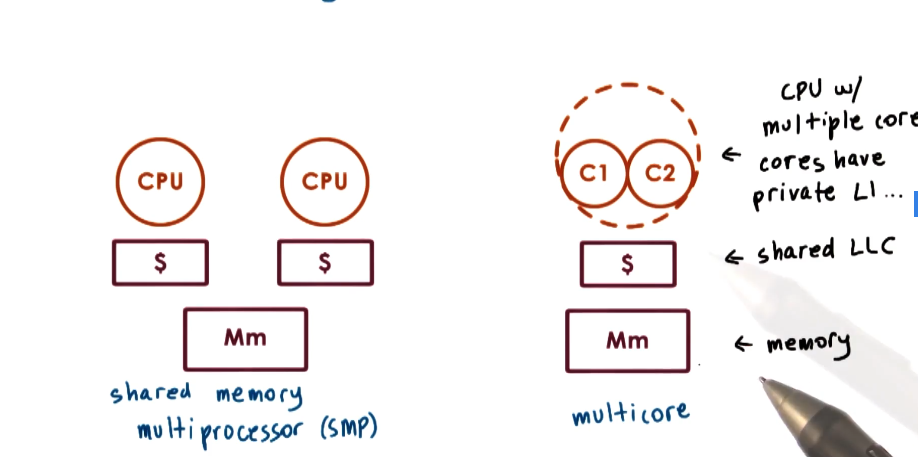 CPU
CPU
$
$
Mm
shared memory
multiprocessor (SMP)
C1
C2
$
Mm
multicore
CPU w/
multiple core
← cores have
private L1 ...
← shared LLC
← memory